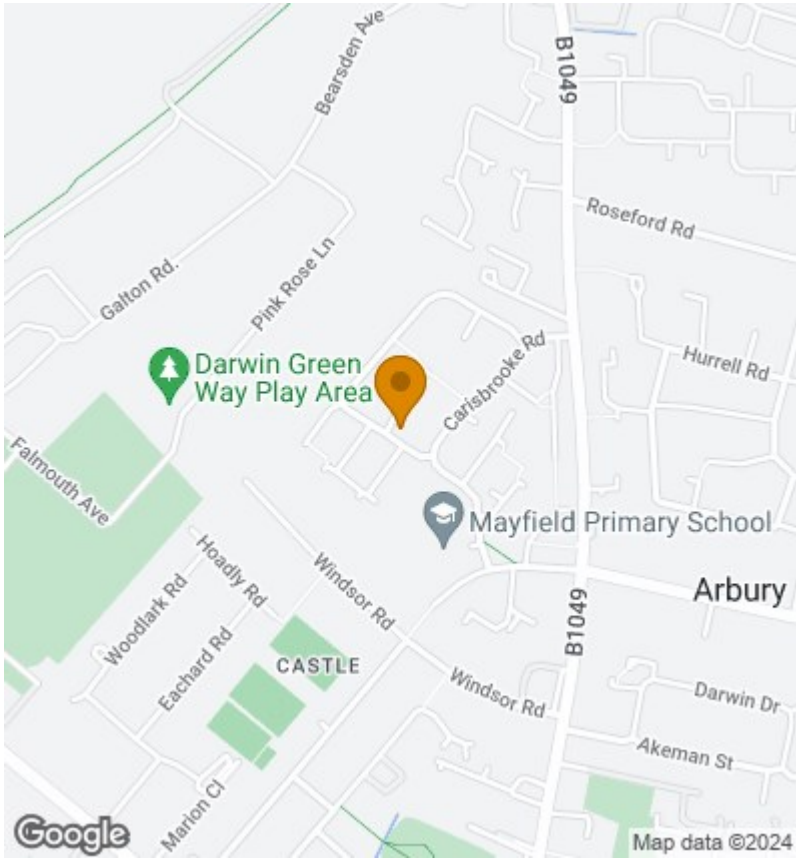 Bearsden Ave
B1049
Roseford Rd
Galton Rd.
Pink Rose Ln
Carisbrooke Rd
Hurrell Rd
Darwin Green
Way Play Area
Falmouth Ave
Mayfield Primary School
Hoadly Rd
Windsor Rd
Woodlark Rd
Arbury
Eachard Rd
B1049
CASTLE
Windsor Rd
Darwin Dr
Akeman St
Marion Cl
Google
Map data ©2024